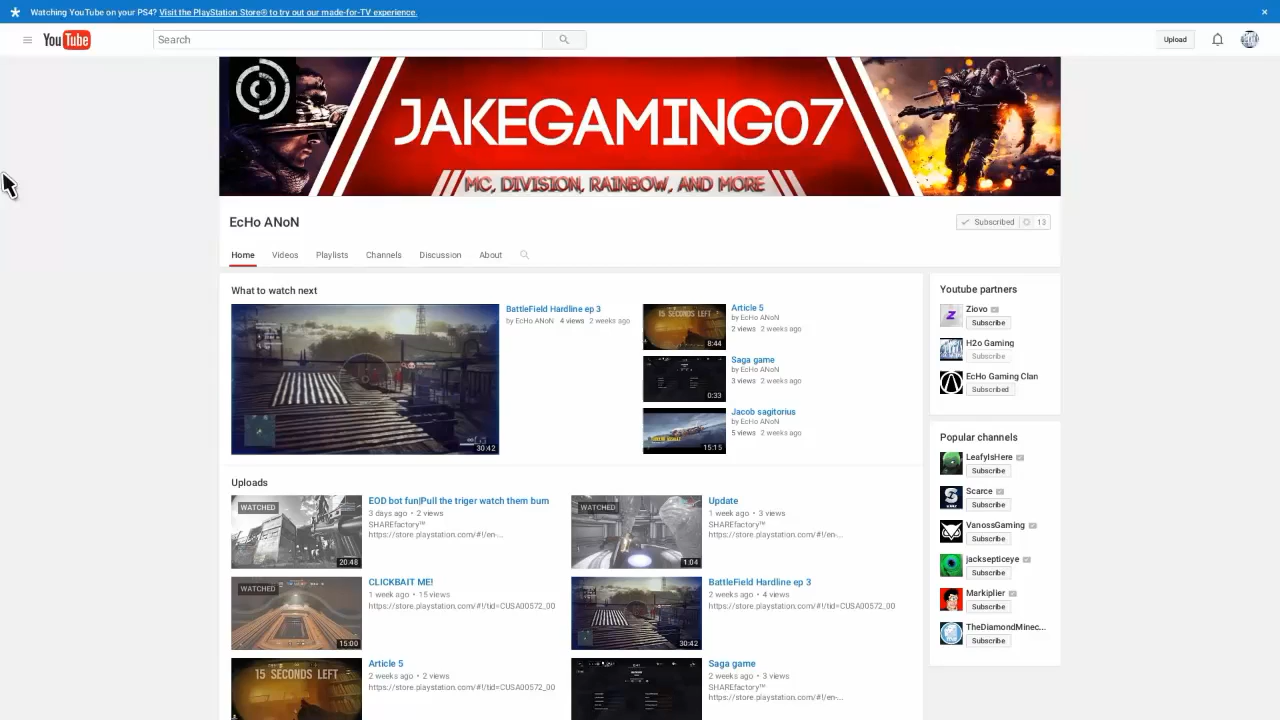 Watching YouTube on your PS4? Visit the PlayStation Store® to try out our made-for-TV experience.
YouTube
Search
Upload
JAKEGAMING07
MC, DIVISION, RAINBOW, AND MORE
EcHo ANoN
Subscribed 13
Home Videos Playlists Channels Discussion About
What to watch next
30:42
BattleField Hardline ep 3
by EcHo ANoN 4 views 2 weeks ago
15 SECONDS LEFT
8:44
Article 5
by EcHo ANoN
2 views 2 weeks ago
0:33
Saga game
by EcHo ANoN
3 views 2 weeks ago
15:15
Jacob sagitorius
by EcHo ANoN
5 views 2 weeks ago
Uploads
WATCHED
20:48
EOD bot fun|Pull the triger watch them burn
3 days ago • 2 views
SHAREfactory™
https://store.playstation.com/#!/en-...
WATCHED
1:04
Update
1 week ago • 3 views
SHAREfactory™
https://store.playstation.com/#!/en-...
WATCHED
15:00
CLICKBAIT ME!
1 week ago • 15 views
https://store.playstation.com/#!/tid=CUSA00572_00
30:42
BattleField Hardline ep 3
2 weeks ago • 4 views
https://store.playstation.com/#!/tid=CUSA00572_00
15 SECONDS LEFT
Article 5
2 weeks ago • 2 views
https://store.playstation.com/#!/tid=CUSA00572_00
Saga game
2 weeks ago • 3 views
SHAREfactory™
https://store.playstation.com/#!/en-...
Youtube partners
Ziovo
Subscribe
H2o Gaming
Subscribe
EcHo Gaming Clan
Subscribed
Popular channels
LeafyIsHere
Subscribe
Scarce
Subscribe
VanossGaming
Subscribe
jacksepticeye
Subscribe
Markiplier
Subscribe
TheDiamondMinec...
Subscribe